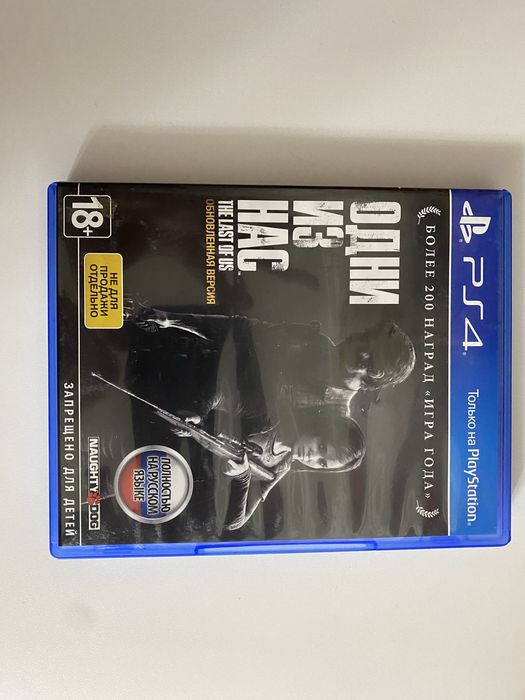 PS4
Только на PlayStation
БОЛЕЕ 200 НАГРАД «ИГРА ГОДА»
ОДНИ
ИЗ
НАС
THE LAST OF US
ОБНОВЛЕННАЯ ВЕРСИЯ
18+
НЕ ДЛЯ
ПРОДАЖИ
ОТДЕЛЬНО
ПОЛНОСТЬЮ
НА РУССКОМ
ЯЗЫКЕ
NAUGHTY DOG
ЗАПРЕЩЕНО ДЛЯ ДЕТЕЙ